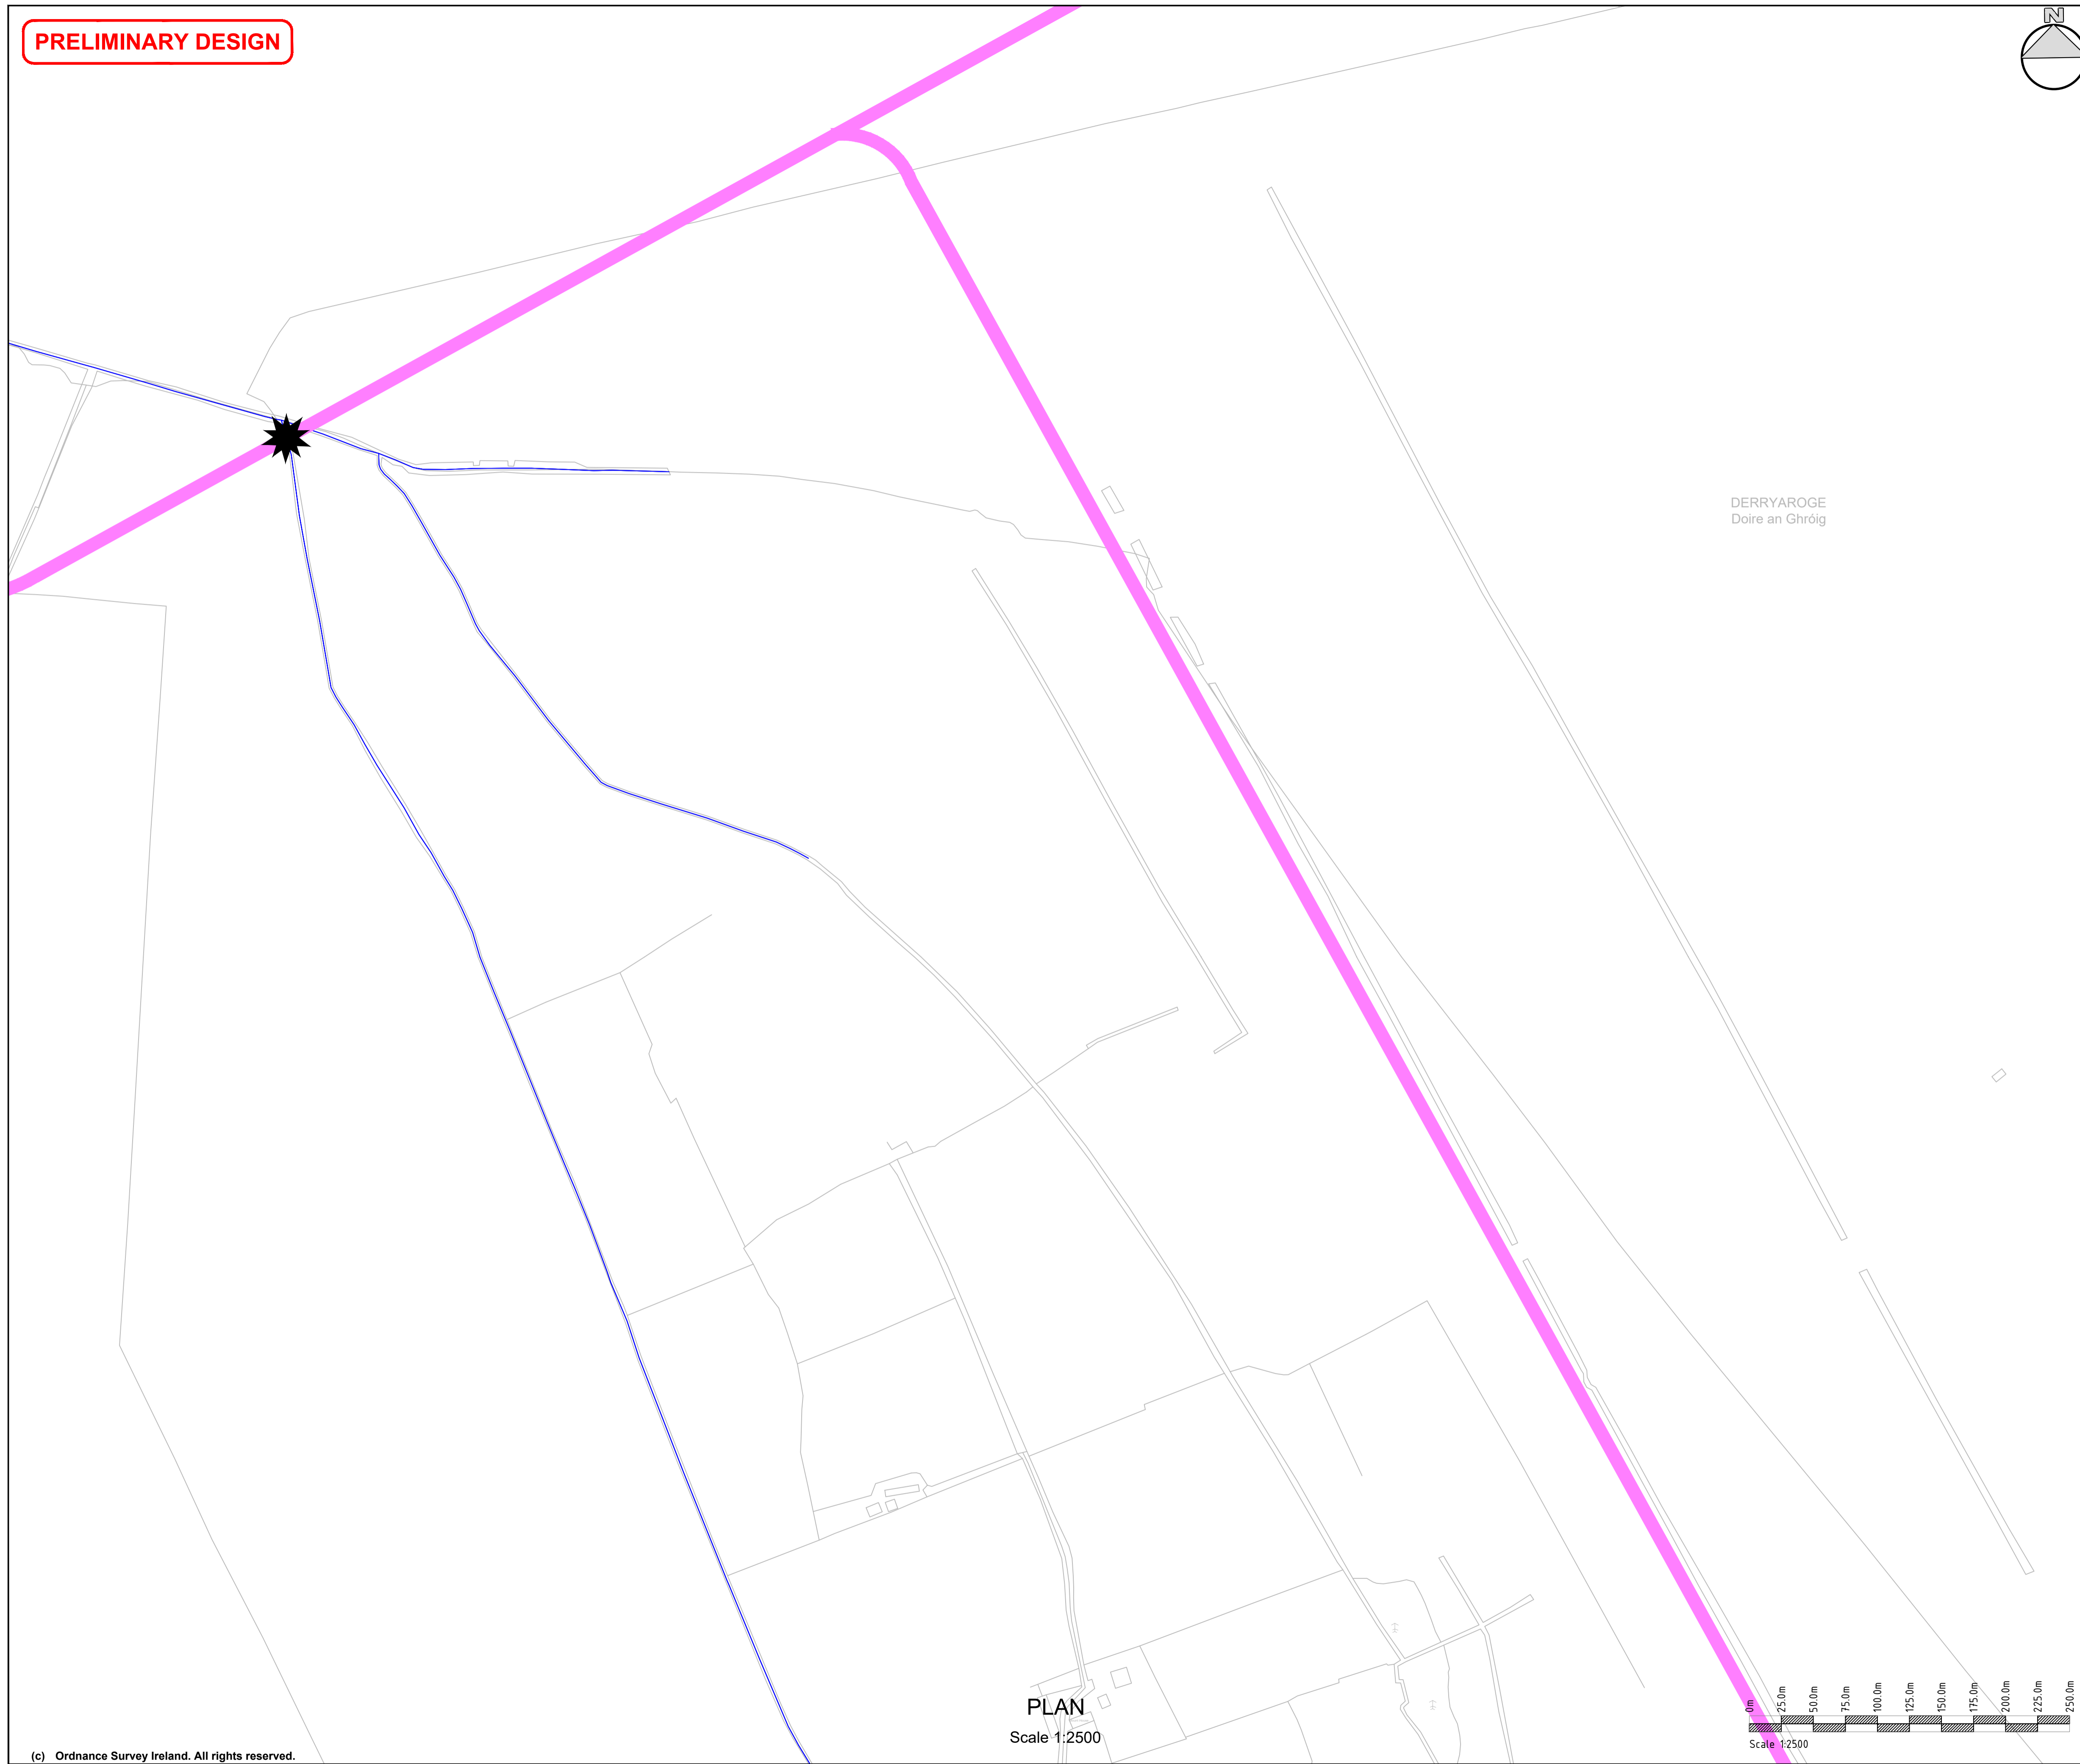 PRELIMINARY DESIGN
N
DERRYAROGE
Doire an Ghróig
PLAN
Scale 1:2500
0m
25.0m
50.0m
75.0m
100.0m
125.0m
150.0m
175.0m
200.0m
225.0m
250.0m
Scale 1:2500
(c) Ordnance Survey Ireland. All rights reserved.